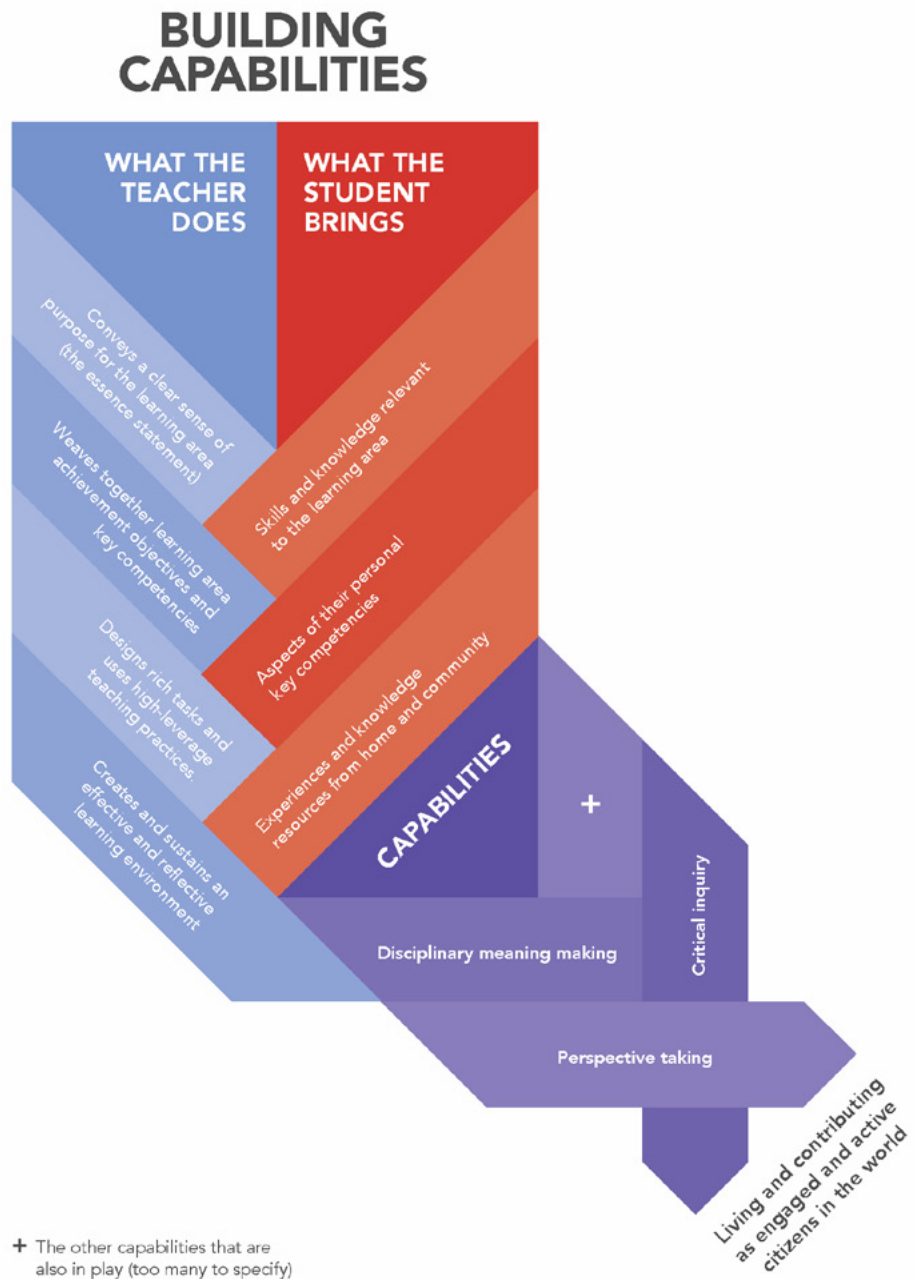 BUILDING
CAPABILITIES
WHAT THE
TEACHER
DOES
WHAT THE
STUDENT
BRINGS
Conveys a clear sense of
purpose for the learning area
(the essence statement)
Weaves together learning area
achievement objectives and
key competencies
Designs rich tasks and
uses high-leverage
teaching practices.
Creates and sustains an
effective and reflective
learning environment
Skills and knowledge relevant
to the learning area
Aspects of their personal
key competencies
Experiences and knowledge
resources from home and community
CAPABILITIES
+
Critical inquiry
Disciplinary meaning making
Perspective taking
Living and contributing
as engaged and active
citizens in the world
+ The other capabilities that are
also in play (too many to specify)